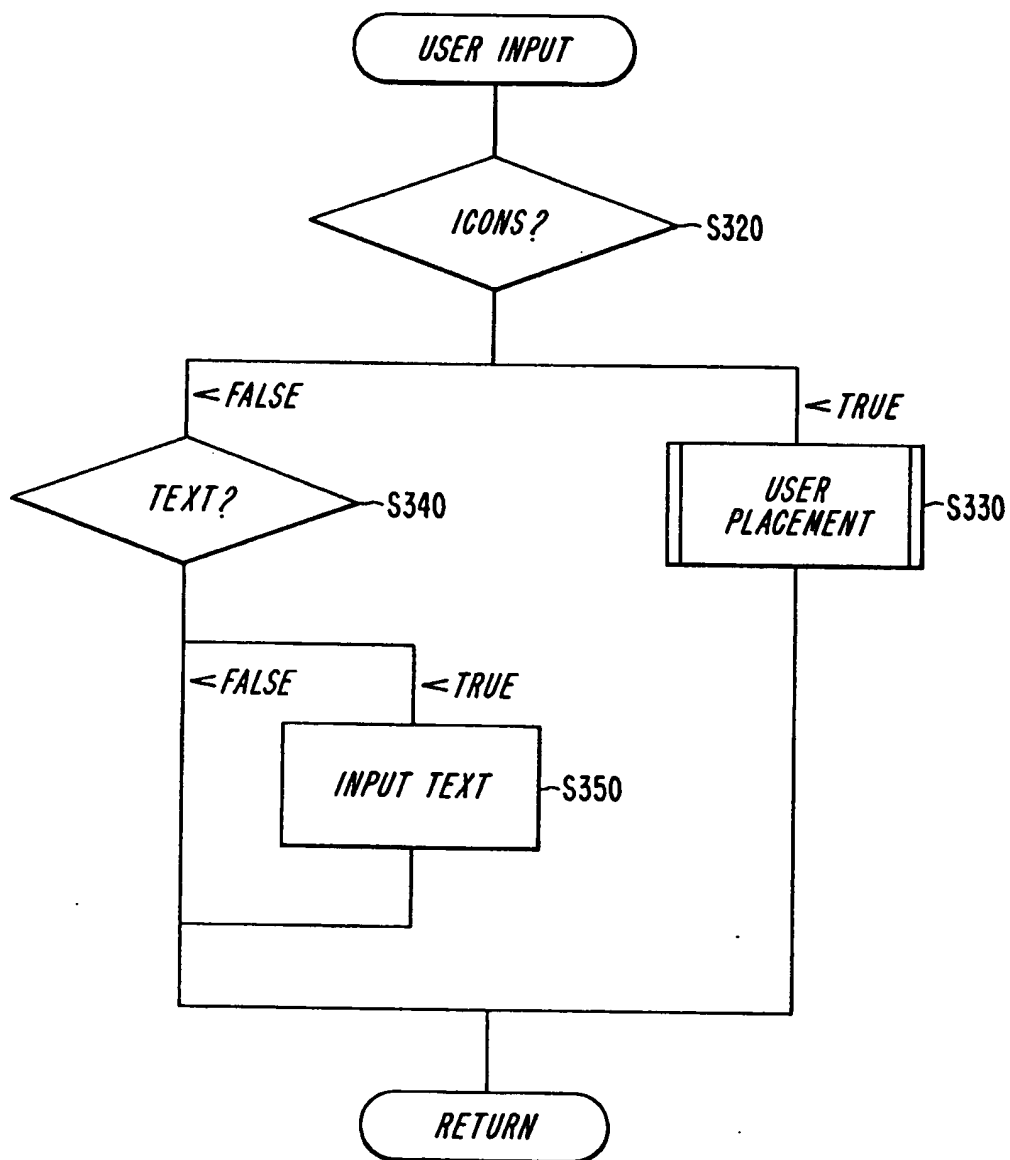 USER INPUT
ICONS?
S320
< FALSE
< TRUE
TEXT?
S340
USER
PLACEMENT
S330
< FALSE
< TRUE
INPUT TEXT
S350
RETURN